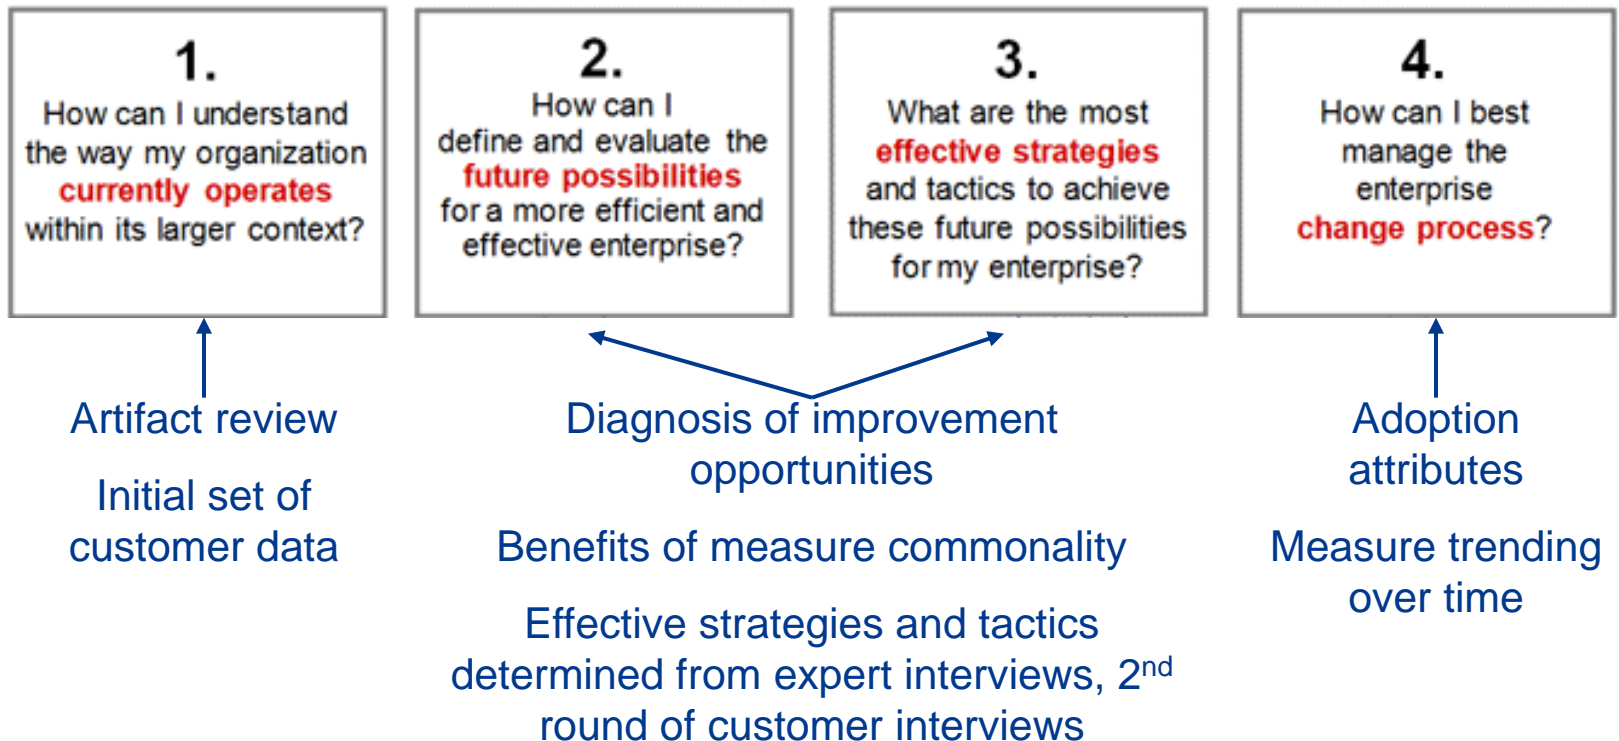 1.
How can I understand
the way my organization
currently operates
within its larger context?
2.
How can I
define and evaluate the
future possibilities
for a more efficient and
effective enterprise?
3.
What are the most
effective strategies
and tactics to achieve
these future possibilities
for my enterprise?
4.
How can I best
manage the
enterprise
change process?
Artifact review
Initial set of
customer data
Diagnosis of improvement
opportunities
Benefits of measure commonality
Effective strategies and tactics
determined from expert interviews, 2nd
round of customer interviews
Adoption
attributes
Measure trending
over time